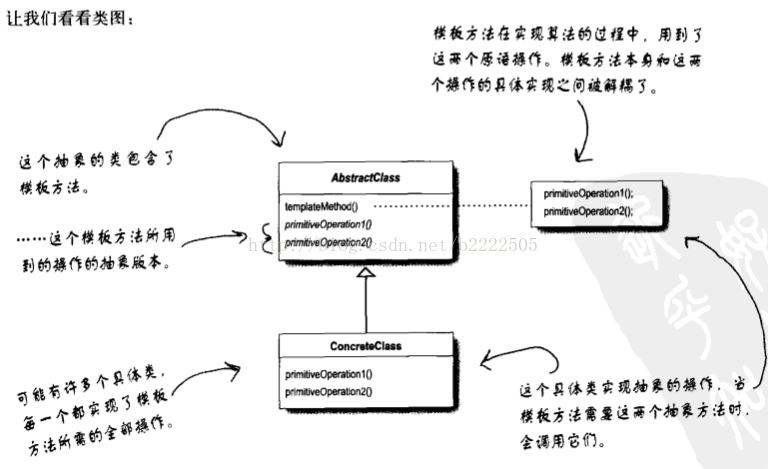 让我们看看类图：
模板方法在实现算法的过程中，用到了
这两个原语操作。模板方法本身和这两
个操作的具体实现之间被解耦了。
这个抽象的类包含了
模板方法。
……这个模板方法所用
到的操作的抽象版本。
AbstractClass
templateMethod()
primitiveOperation1()
primitiveOperation2()
primitiveOperation1();
primitiveOperation2();
http://blog.csdn.net/b2222505
ConcreteClass
primitiveOperation1()
primitiveOperation2()
可能有许多个具体类，
每一个都实现了模板
方法所需的全部操作。
这个具体类实现抽象的操作，当
模板方法需要这两个抽象方法时，
会调用它们。